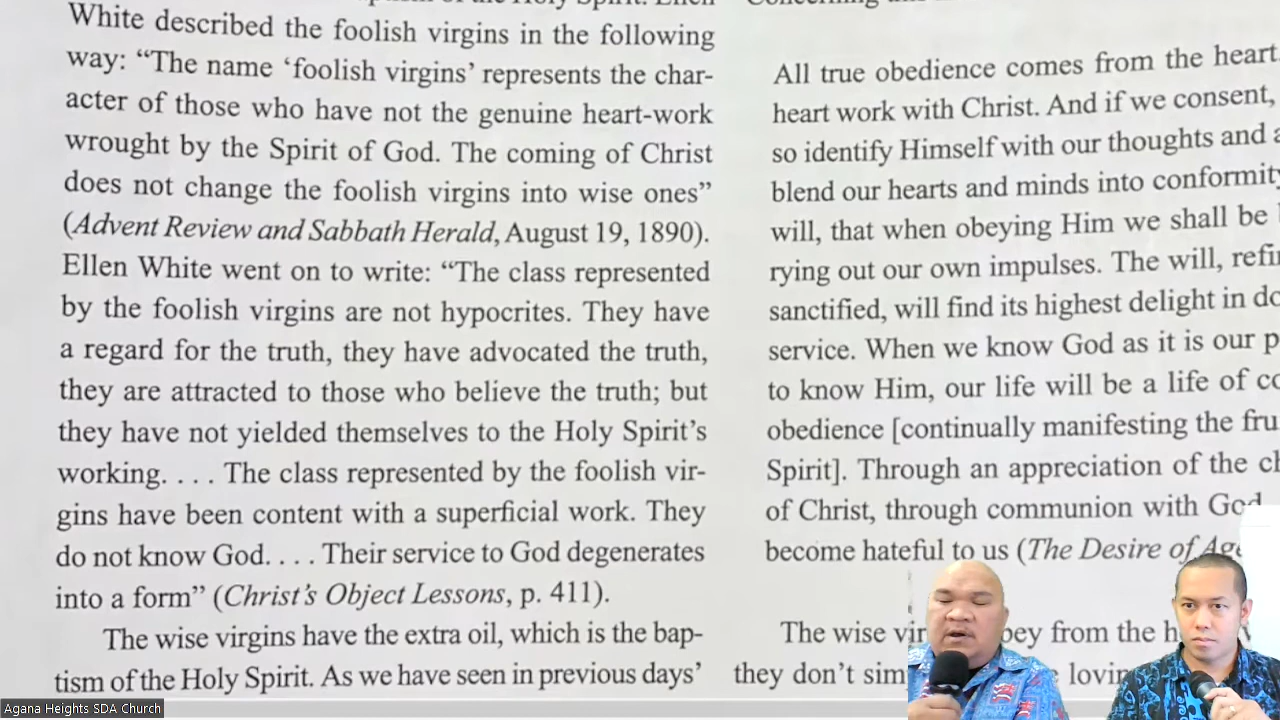 White described the foolish virgins in the following
way: “The name ‘foolish virgins’ represents the char-
acter of those who have not the genuine heart-work
wrought by the Spirit of God. The coming of Christ
does not change the foolish virgins into wise ones”
(Advent Review and Sabbath Herald, August 19, 1890).
Ellen White went on to write: “The class represented
by the foolish virgins are not hypocrites. They have
a regard for the truth, they have advocated the truth,
they are attracted to those who believe the truth; but
they have not yielded themselves to the Holy Spirit’s
working. . . . The class represented by the foolish vir-
gins have been content with a superficial work. They
do not know God. . . . Their service to God degenerates
into a form” (Christ’s Object Lessons, p. 411).
The wise virgins have the extra oil, which is the bap-
tism of the Holy Spirit. As we have seen in previous days’
All true obedience comes from the heart.
heart work with Christ. And if we consent,
so identify Himself with our thoughts and
blend our hearts and minds into conformity
will, that when obeying Him we shall be
rying out our own impulses. The will,
sanctified, will find its highest delight in
service. When we know God as it is our
to know Him, our life will be a life of
obedience [continually manifesting the
Spirit]. Through an appreciation of the
of Christ, through communion with God
become hateful to us (The Desire of
The wise obey from the
they don’t
Agana Heights SDA Church